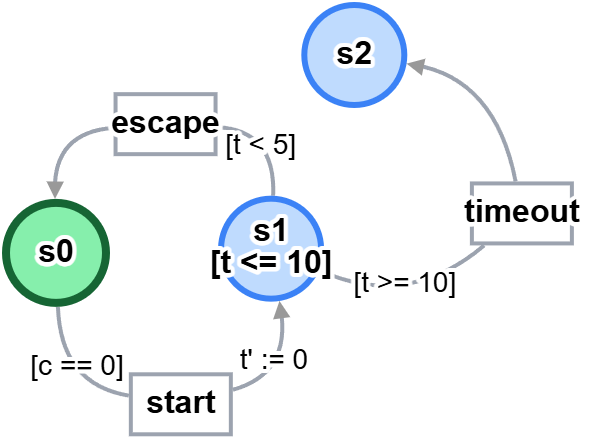 s2
escape
[t < 5]
timeout
s0
s1
[t <= 10]
[t >= 10]
[c == 0]
t' := 0
start